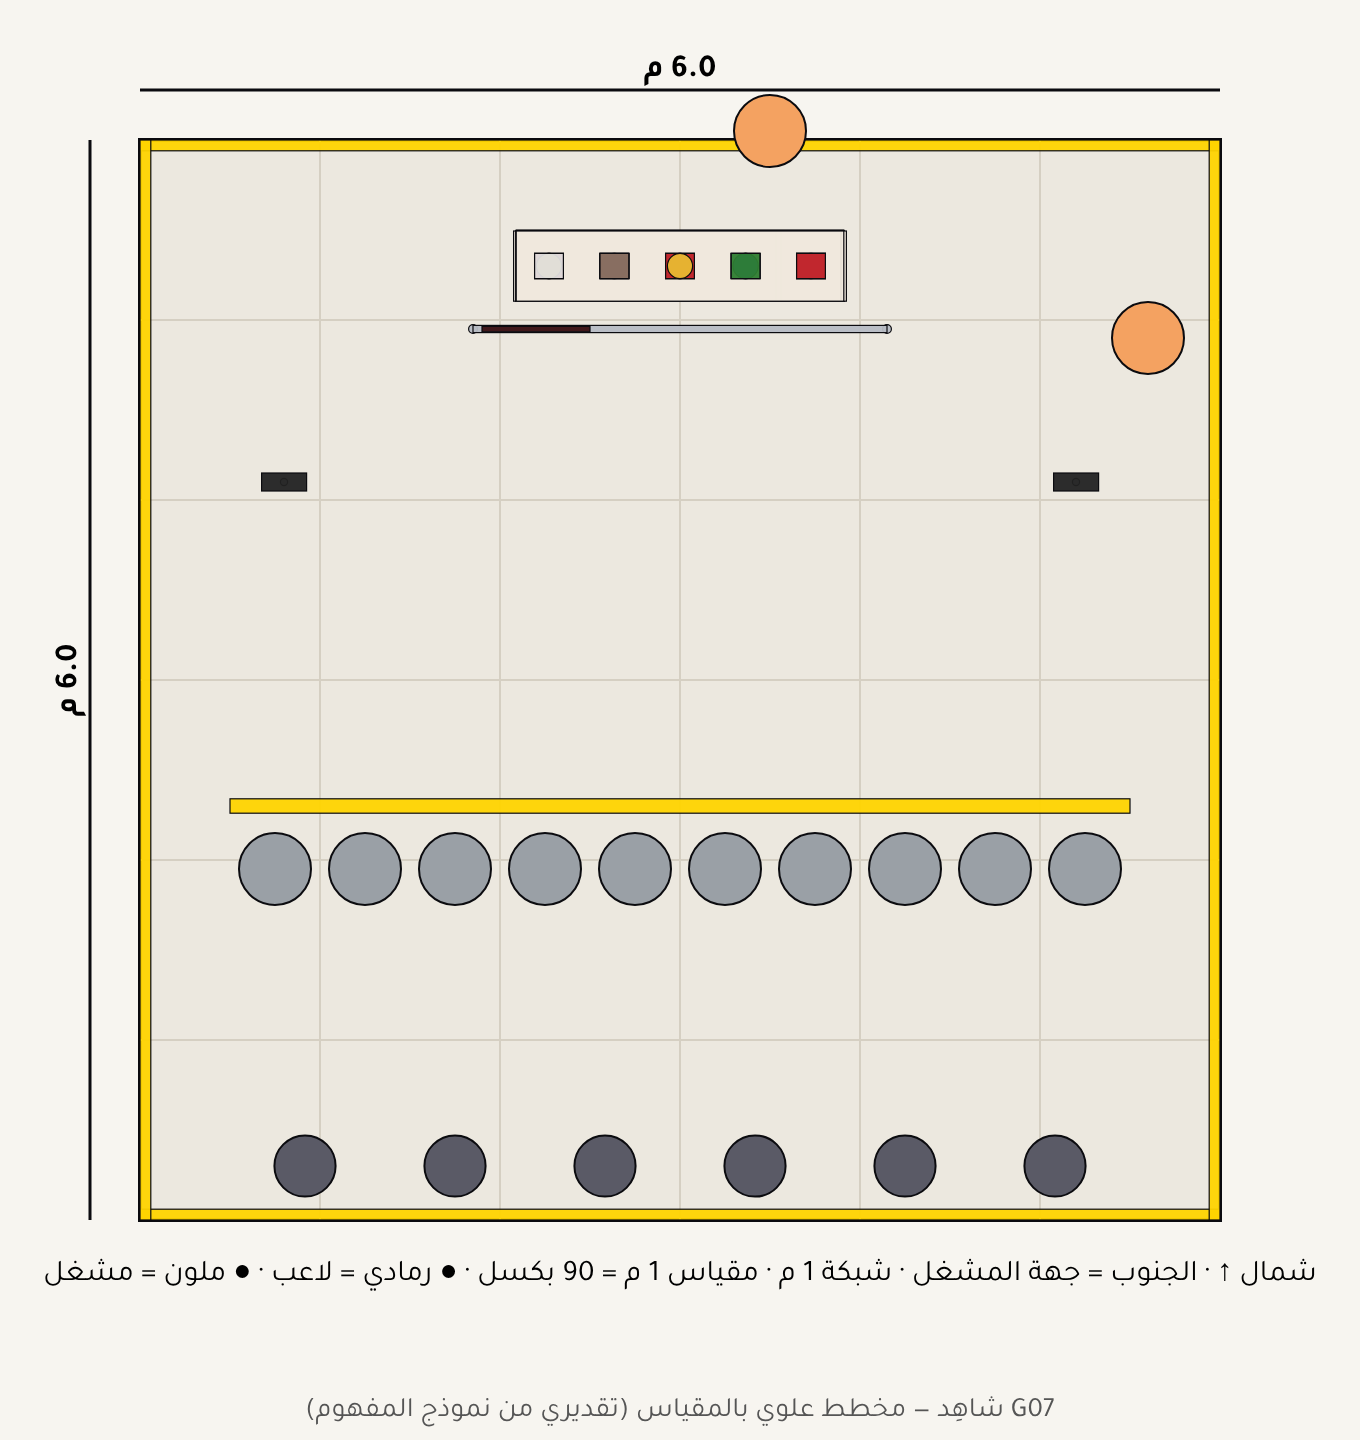 6.0 م
6.0 م
شمال ↑ · الجنوب = جهة المشغل · شبكة 1 م · مقياس 1 م = 90 بكسل · ● رمادي = لاعب · ● ملون = مشغل
G07 شاهِد – مخطط علوي بالمقياس (تقديري من نموذج المفهوم)